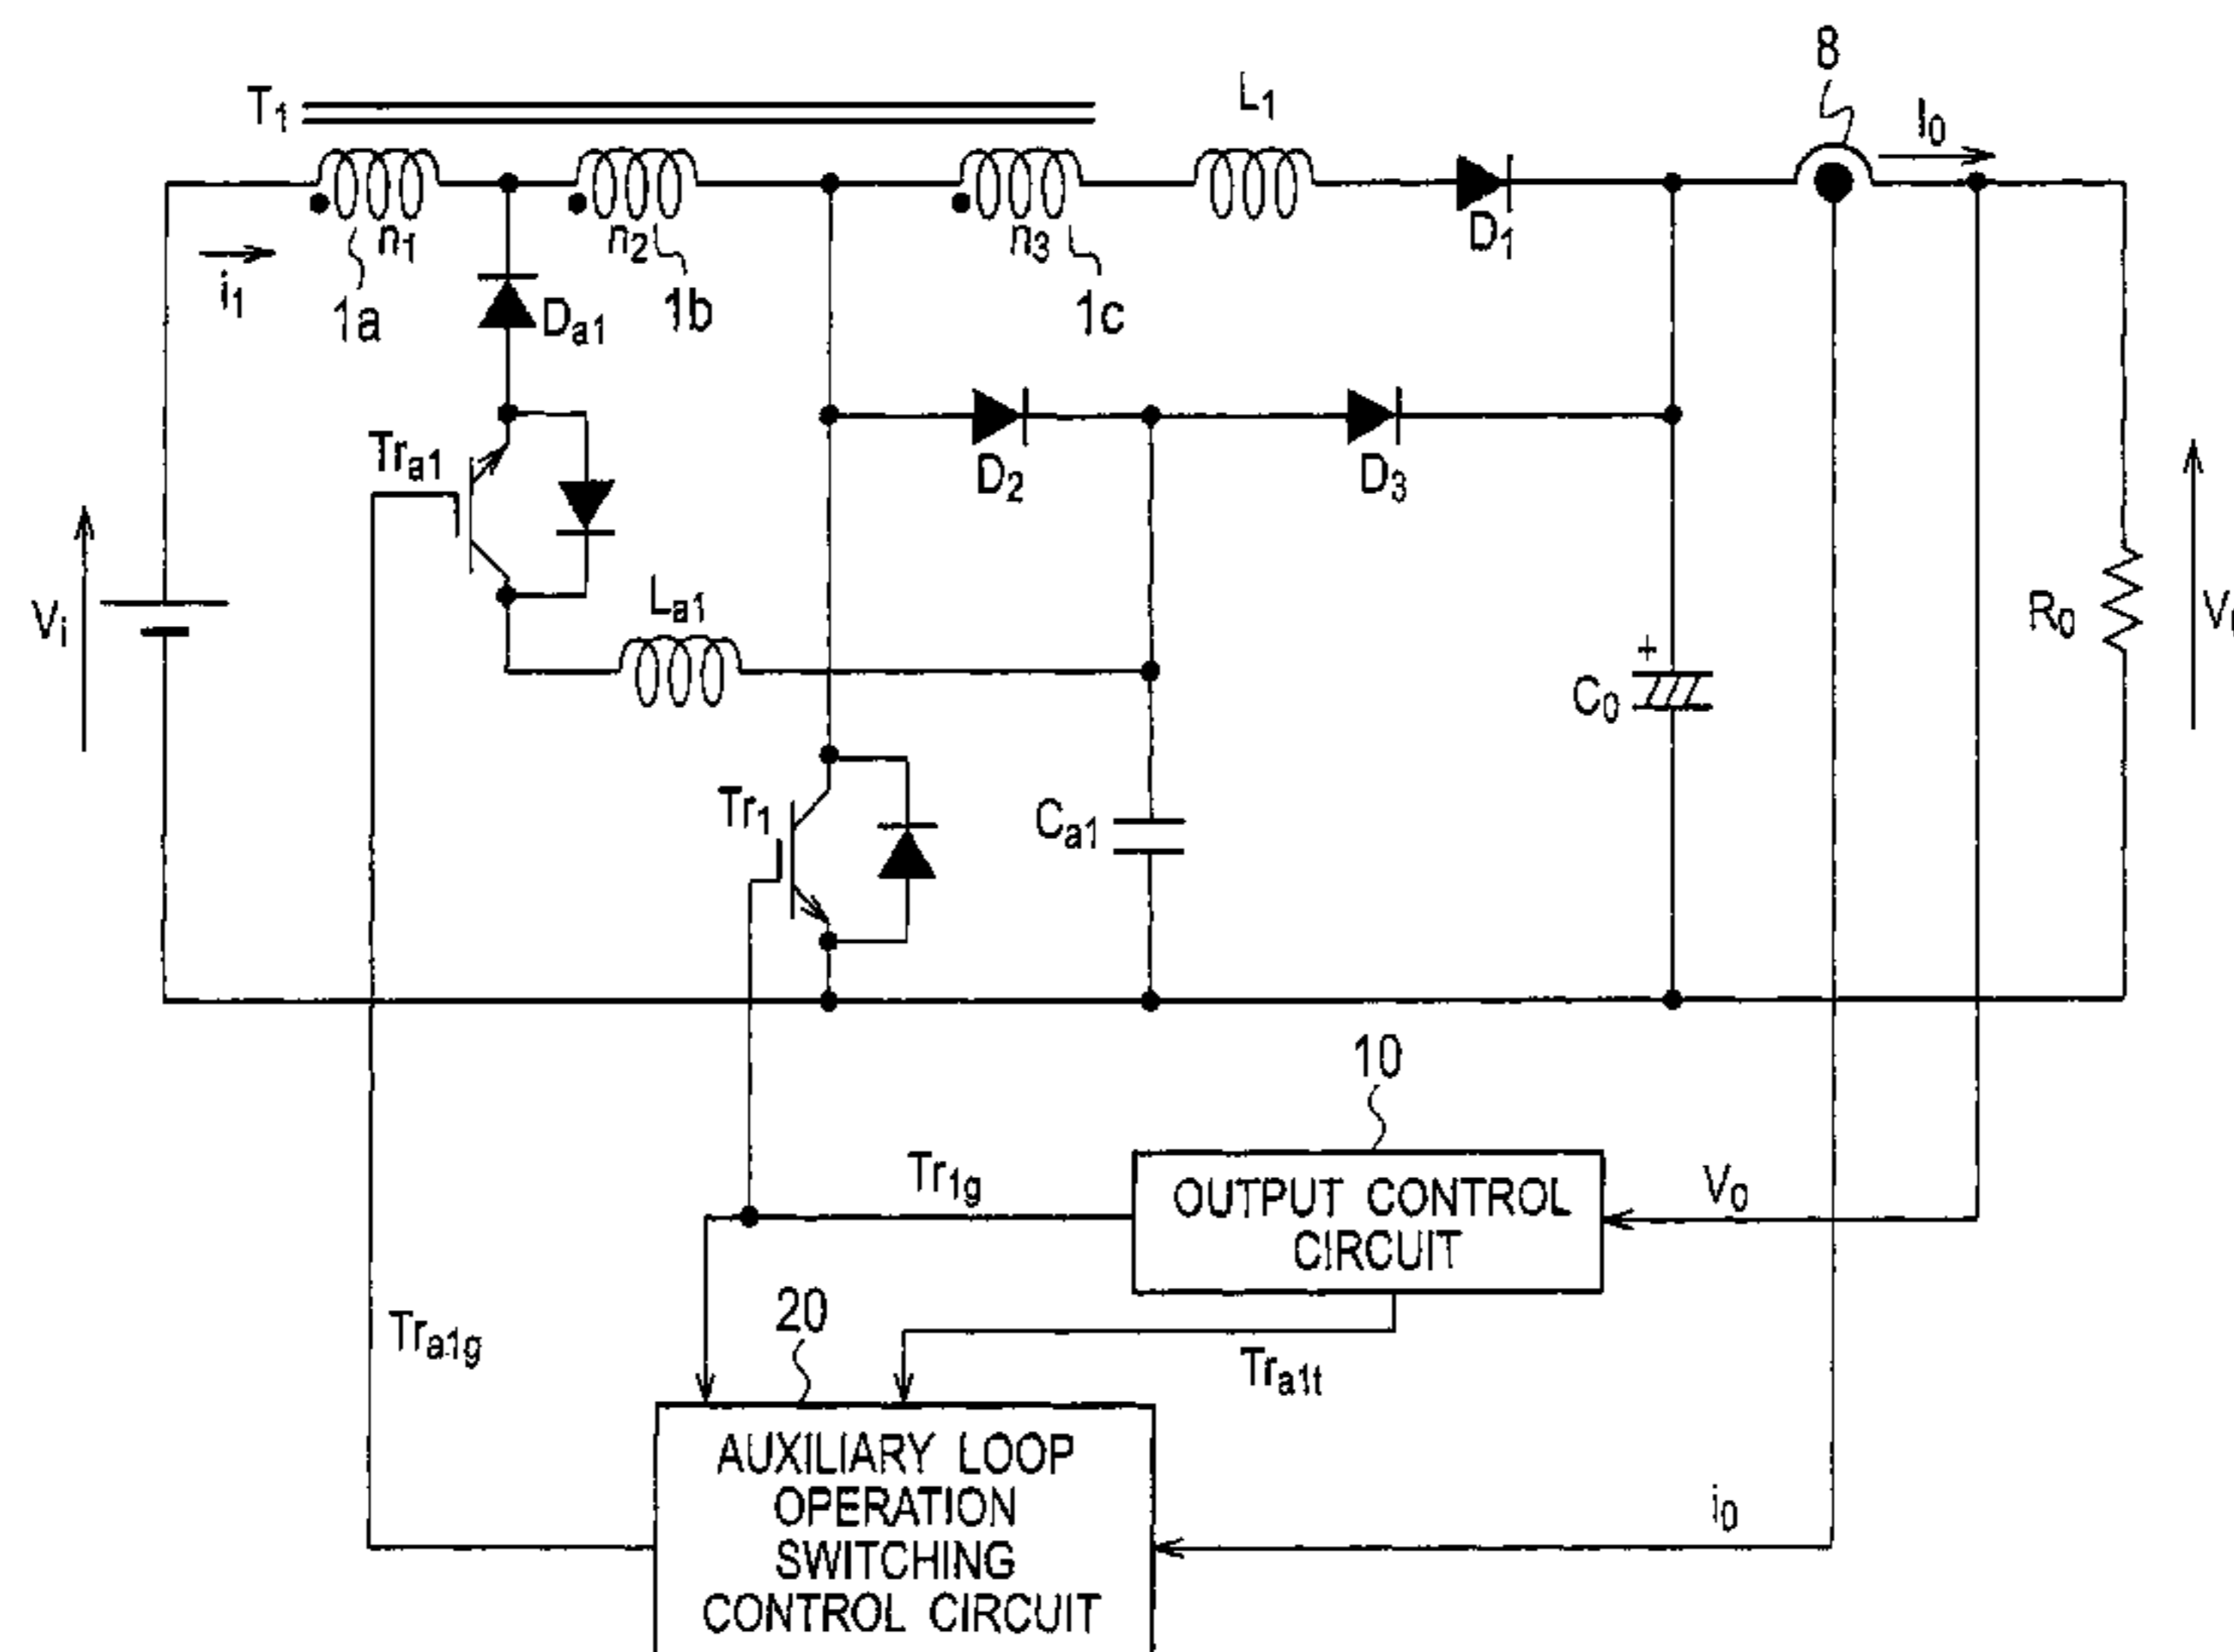 8
T1
L1
I0
n1
n2
n3
D1
i1
1a
Da1
1b
1c
Tra1
D2
D3
La1
Vi
R0
C0
+
Tr1
Ca1
10
Tr1g
OUTPUT CONTROL
CIRCUIT
V0
20
Tra1g
Tra1t
AUXILIARY LOOP
OPERATION
SWITCHING
CONTROL CIRCUIT
i0